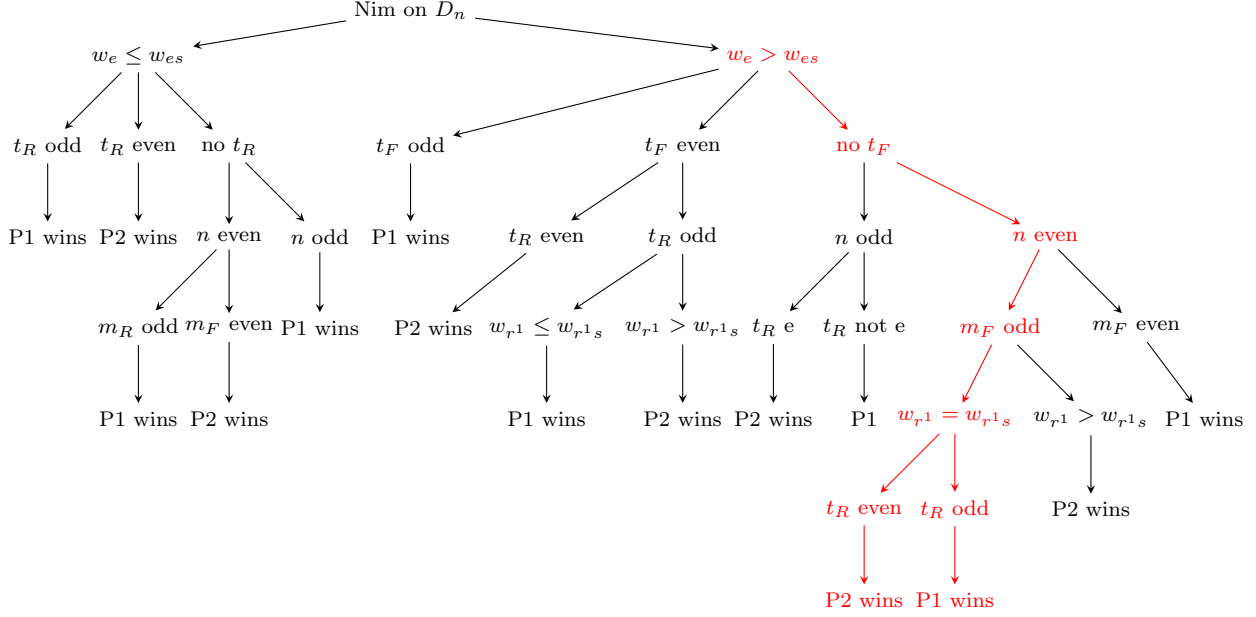 Nim on $D_n$
$w_e \leq w_{es}$
$w_e > w_{es}$
$t_R$ odd
$t_R$ even
no $t_R$
$t_F$ odd
$t_F$ even
no $t_F$
P1 wins
P2 wins
$n$ even
$n$ odd
P1 wins
$t_R$ even
$t_R$ odd
$n$ odd
$n$ even
$m_R$ odd
$m_F$ even
P1 wins
P2 wins
$w_{r^1} \leq w_{r^1s}$
$w_{r^1} > w_{r^1s}$
$t_R$ e
$t_R$ not e
$m_F$ odd
$m_F$ even
P1 wins
P2 wins
P1 wins
P2 wins
P2 wins
P1
$w_{r^1} = w_{r^1s}$
$w_{r^1} > w_{r^1s}$
P1 wins
$t_R$ even
$t_R$ odd
P2 wins
P2 wins
P1 wins